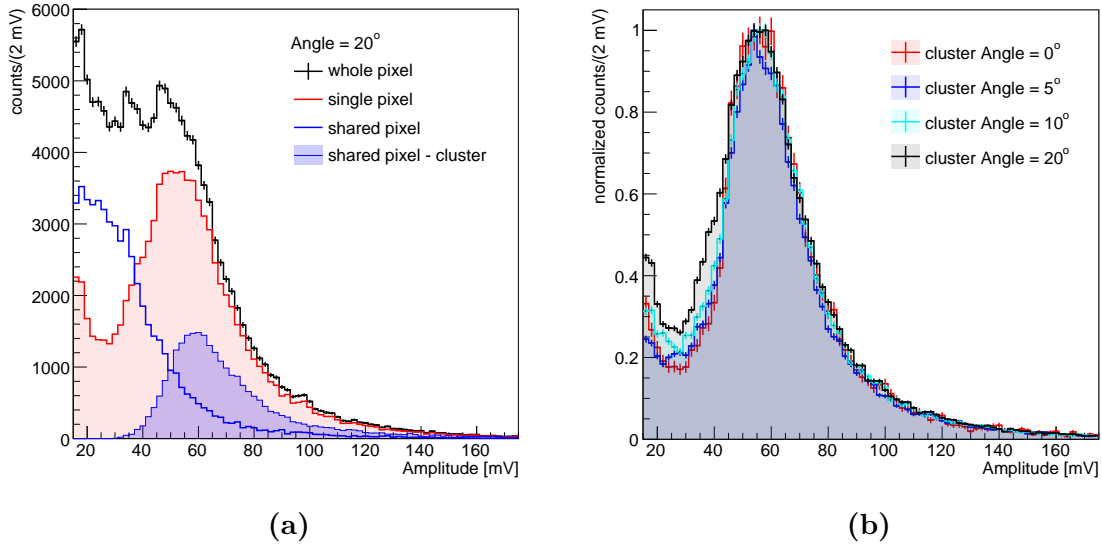 counts/(2 mV)
6000
5000
4000
3000
2000
1000
0
Angle = 20°
whole pixel
single pixel
shared pixel
shared pixel - cluster
20 40 60 80 100 120 140 160
Amplitude [mV]
(a)
normalized counts/(2 mV)
1
0.8
0.6
0.4
0.2
0
cluster Angle = 0°
cluster Angle = 5°
cluster Angle = 10°
cluster Angle = 20°
20 40 60 80 100 120 140 160
Amplitude [mV]
(b)